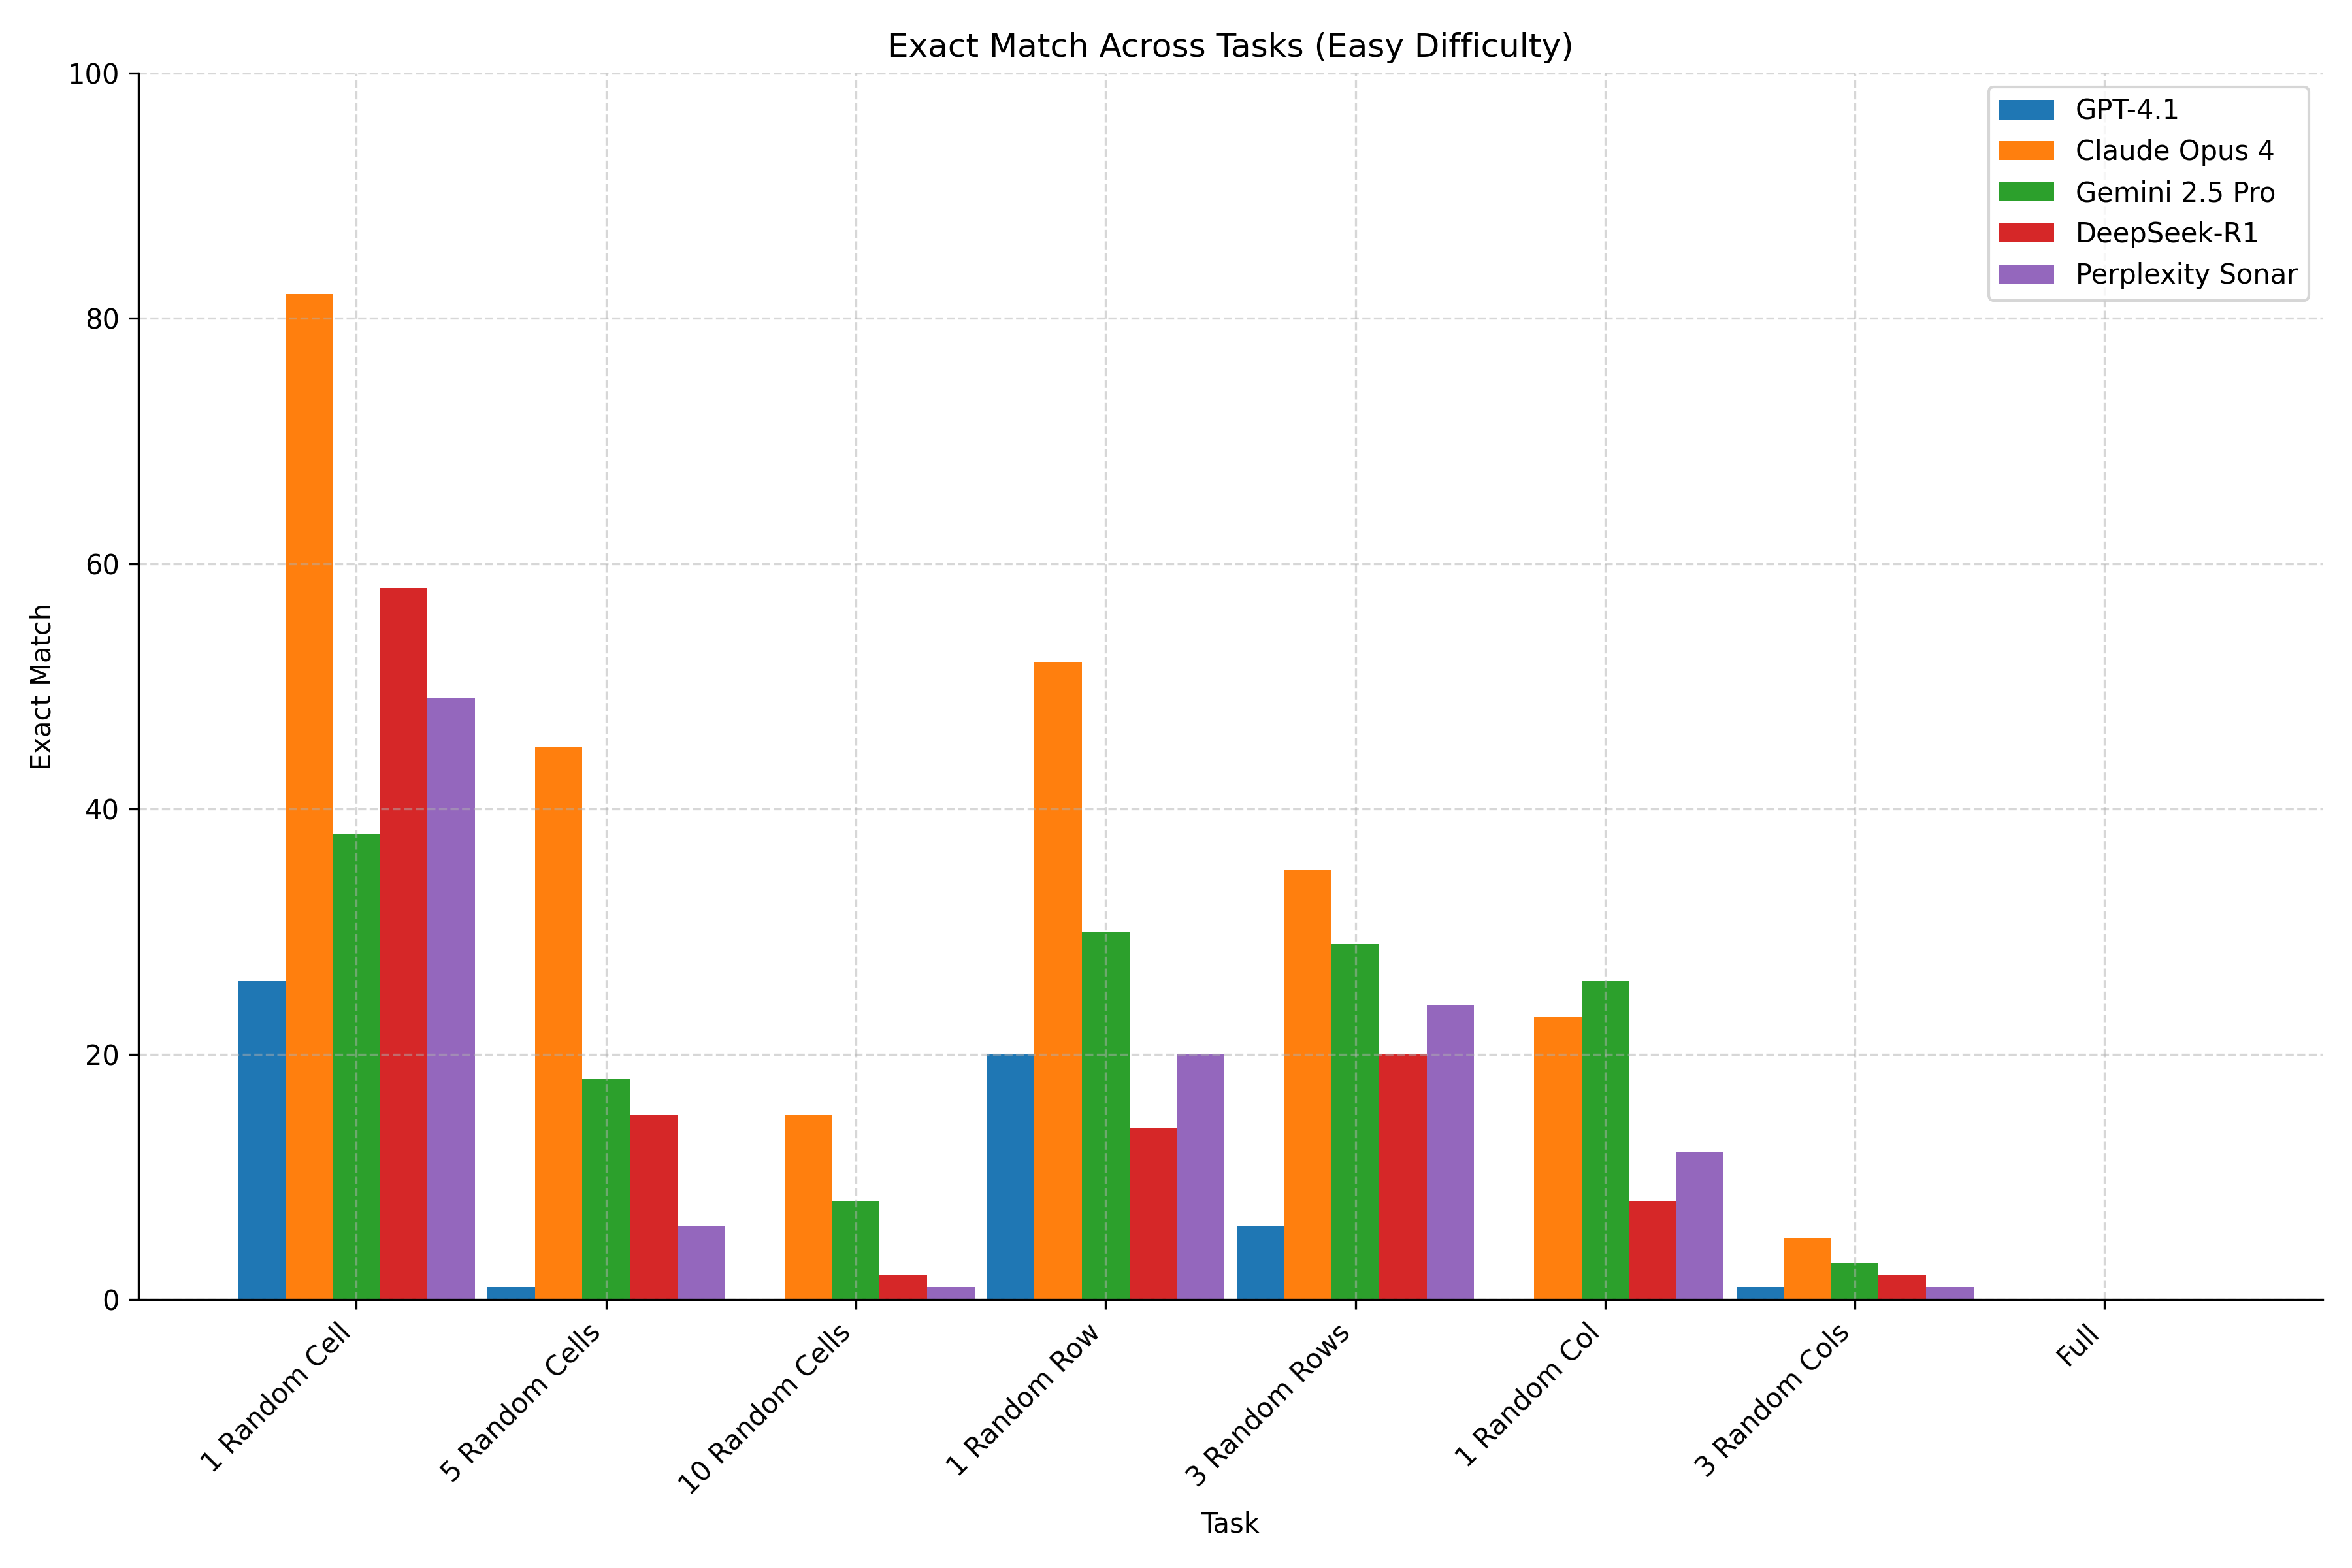 Exact Match Across Tasks (Easy Difficulty)
100
80
60
40
20
0
Exact Match
GPT-4.1
Claude Opus 4
Gemini 2.5 Pro
DeepSeek-R1
Perplexity Sonar
1 Random Cell
5 Random Cells
10 Random Cells
1 Random Row
3 Random Rows
1 Random Col
3 Random Cols
Full
Task